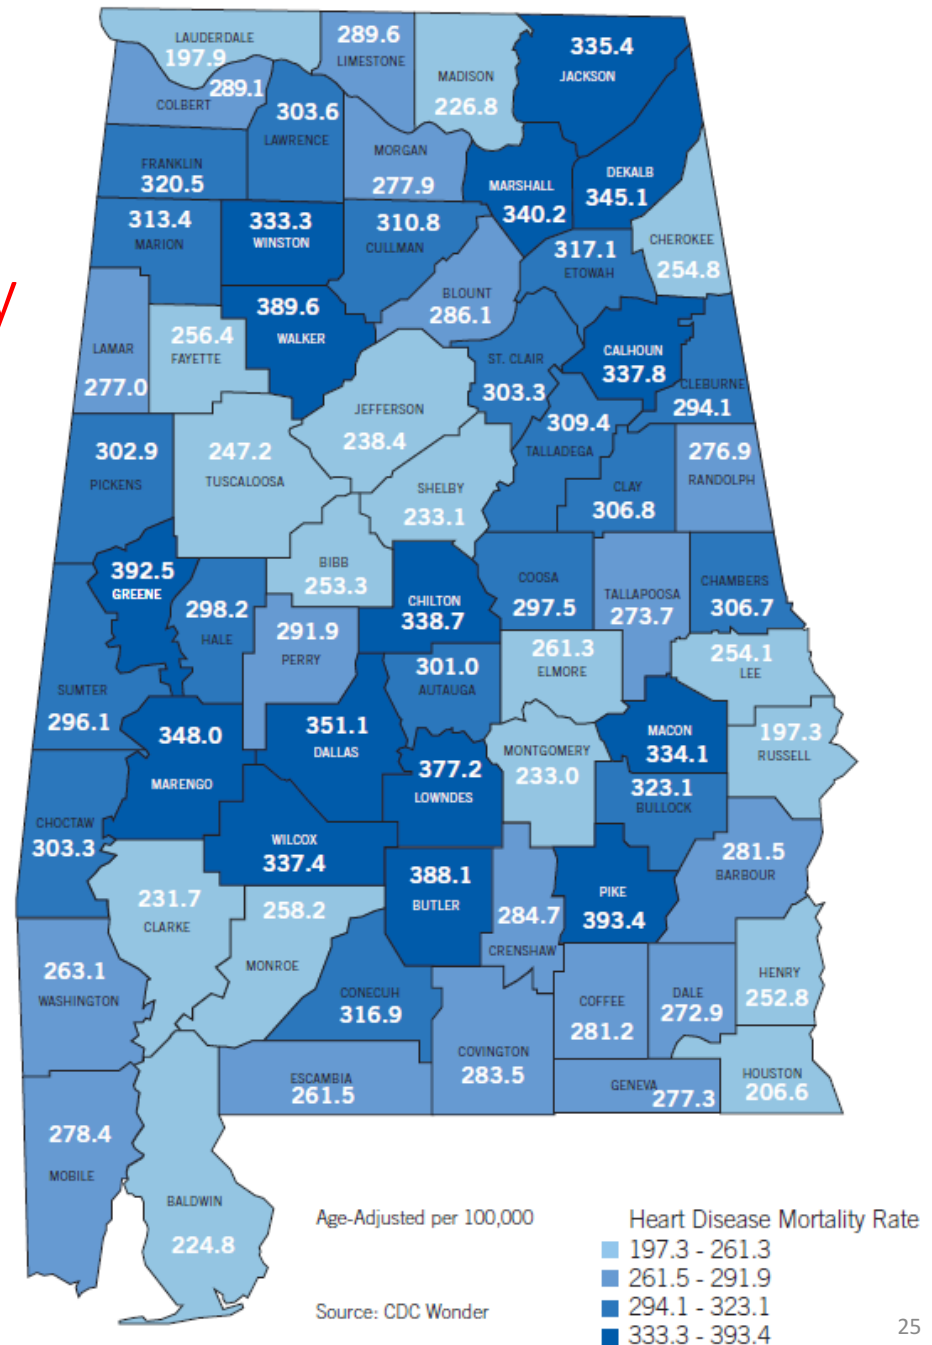 LAUDERDALE
197.9
289.6
LIMESTONE
MADISON
226.8
335.4
JACKSON
289.1
COLBERT
303.6
LAWRENCE
MORGAN
277.9
FRANKLIN
320.5
MARSHALL
340.2
DEKALB
345.1
313.4
MARION
333.3
WINSTON
310.8
CULLMAN
317.1
ETOWAH
CHEROKEE
254.8
BLOUNT
286.1
389.6
WALKER
LAMAR
277.0
256.4
FAYETTE
ST. CLAIR
303.3
CALHOUN
337.8
CLEBURNE
294.1
JEFFERSON
238.4
309.4
TALLADEGA
276.9
RANDOLPH
302.9
PICKENS
247.2
TUSCALOOSA
SHELBY
233.1
CLAY
306.8
BIBB
253.3
392.5
GREENE
298.2
HALE
CHILTON
338.7
COOSA
297.5
TALLAPOOSA
273.7
CHAMBERS
306.7
291.9
PERRY
261.3
ELMORE
254.1
LEE
301.0
AUTAUGA
SUMTER
296.1
348.0
MARENGO
351.1
DALLAS
377.2
LOWNDES
MONTGOMERY
233.0
MACON
334.1
197.3
RUSSELL
323.1
BULLOCK
CHOCTAW
303.3
WILCOX
337.4
281.5
BARBOUR
231.7
CLARKE
258.2
MONROE
388.1
BUTLER
284.7
CRENSHAW
PIKE
393.4
263.1
WASHINGTON
CONECUH
316.9
COFFEE
281.2
DALE
272.9
HENRY
252.8
COVINGTON
283.5
ESCAMBIA
261.5
GENEVA
277.3
HOUSTON
206.6
278.4
MOBILE
BALDWIN
224.8
Age-Adjusted per 100,000
Source: CDC Wonder
Heart Disease Mortality Rate
197.3 - 261.3
261.5 - 291.9
294.1 - 323.1
333.3 - 393.4
25